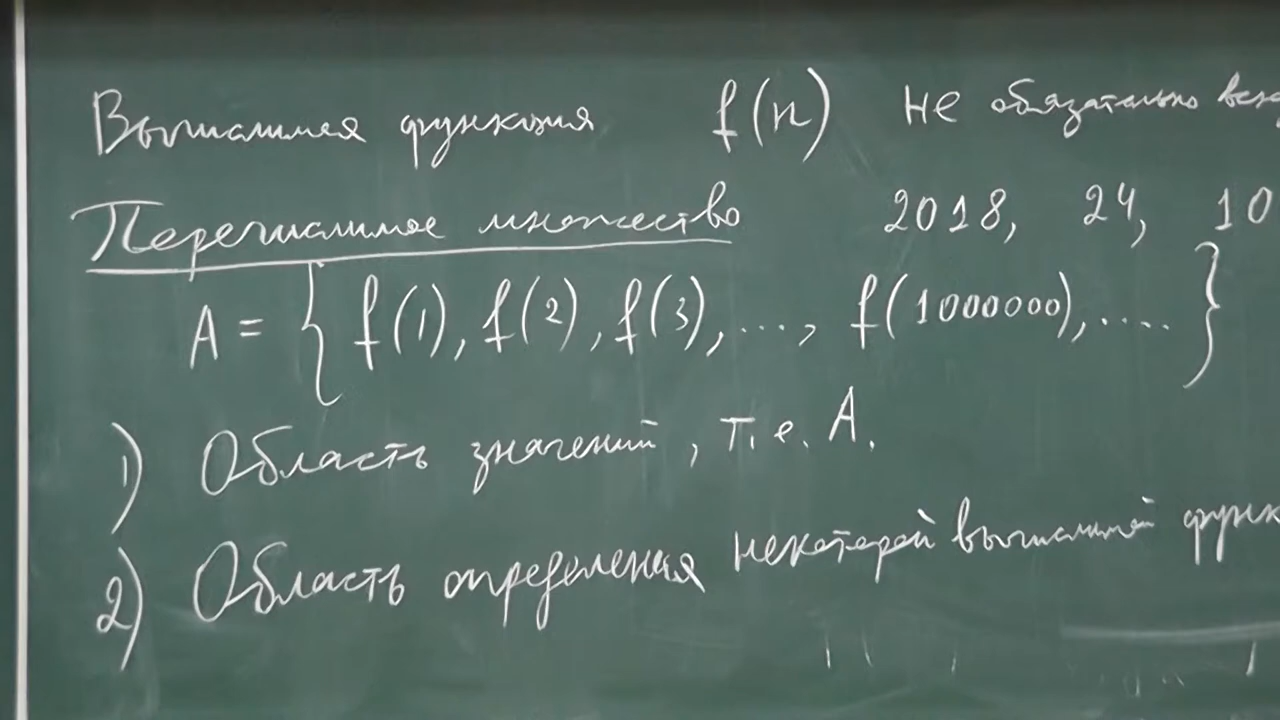 Вычислимая функция f(n) не обязательно
Перечислимое множество 2018, 24, 10
A = { f(1), f(2), f(3), ..., f(1000000), .... }
1) Область значений, т.е. A.
2) Область определения некоторой вычислимой функ